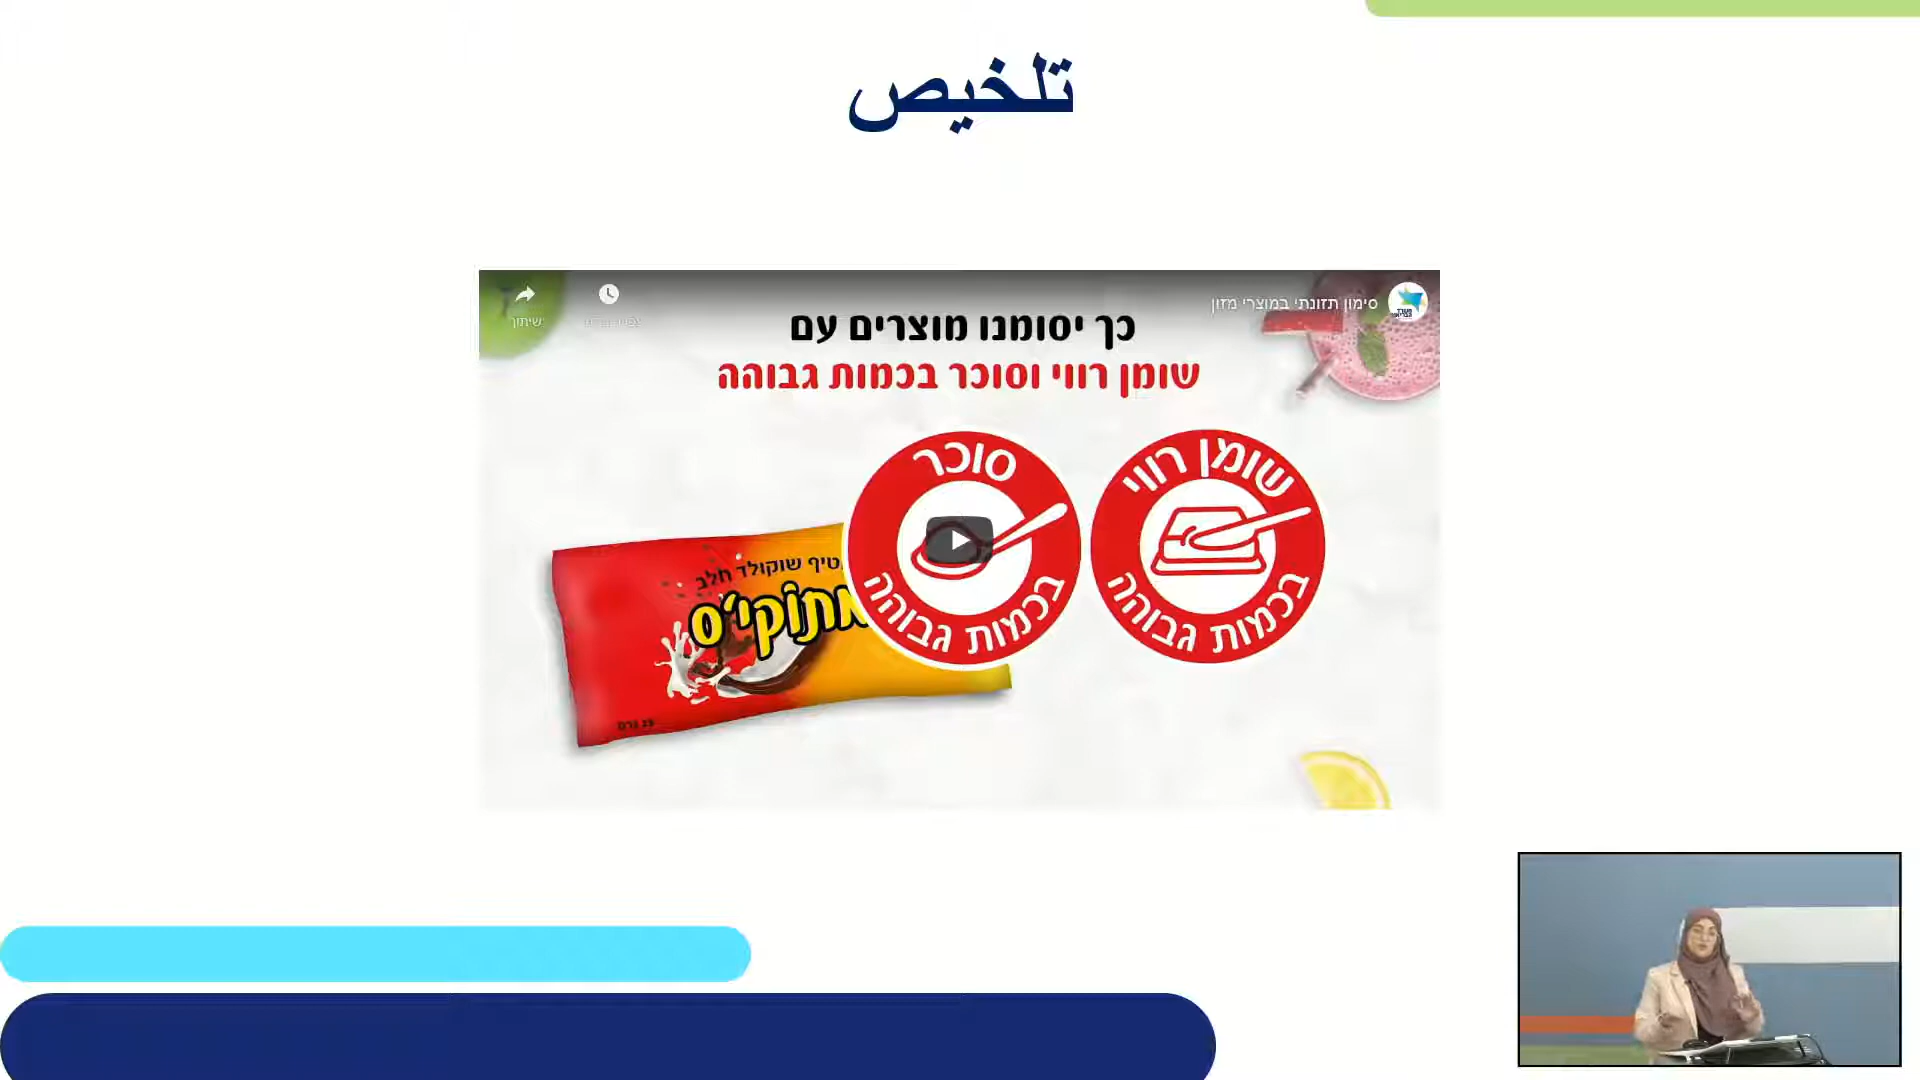 تلخيص
סימון תזונתי במוצרי מזון
שיתוף
כך יסומנו מוצרים עם
שומן רווי וסוכר בכמות גבוהה
סוכר
בכמות גבוהה
שומן רווי
בכמות גבוהה
שוקולד חלב
מתוקי'ס